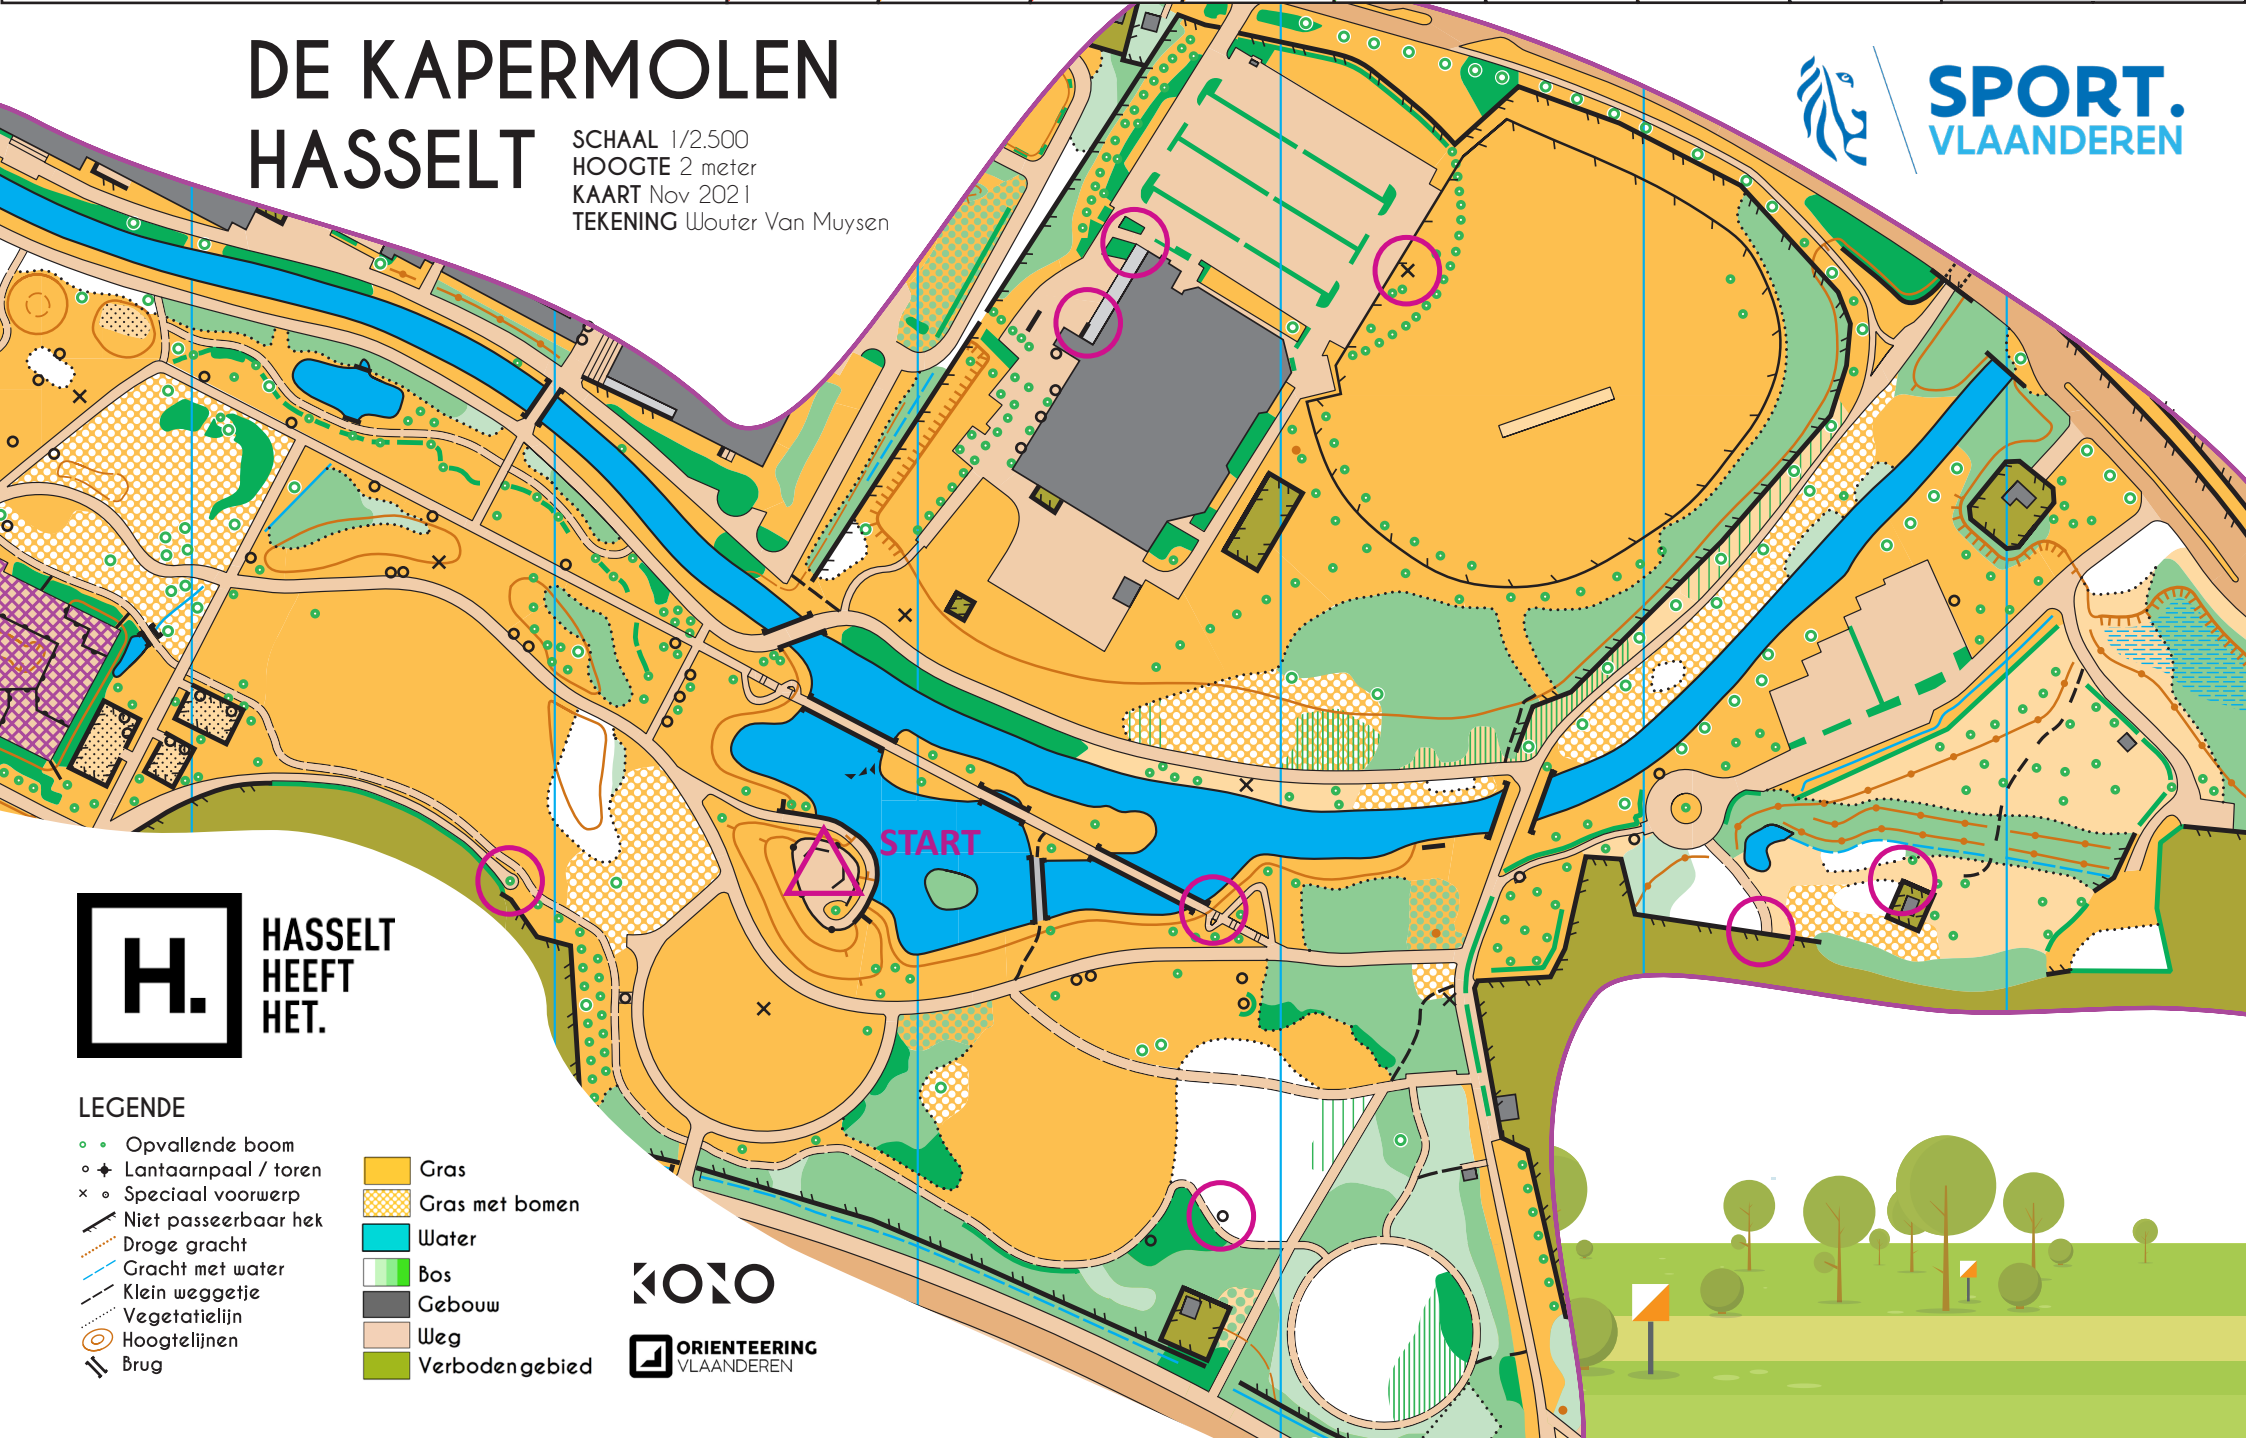 DE KAPERMOLEN
HASSELT
SCHAAL 1/2.500
HOOGTE 2 meter
KAART Nov 2021
TEKENING Wouter Van Muysen
SPORT.
VLAANDEREN
START
H.
HASSELT
HEEFT
HET.
LEGENDE
Opvallende boom
Lantaarnpaal / toren
Speciaal voorwerp
Niet passeerbaar hek
Droge gracht
Gracht met water
Klein weggetje
Vegetatielijn
Hoogtelijnen
Brug
Gras
Gras met bomen
Water
Bos
Gebouw
Weg
Verboden gebied
KOKO
ORIENTEERING
VLAANDEREN